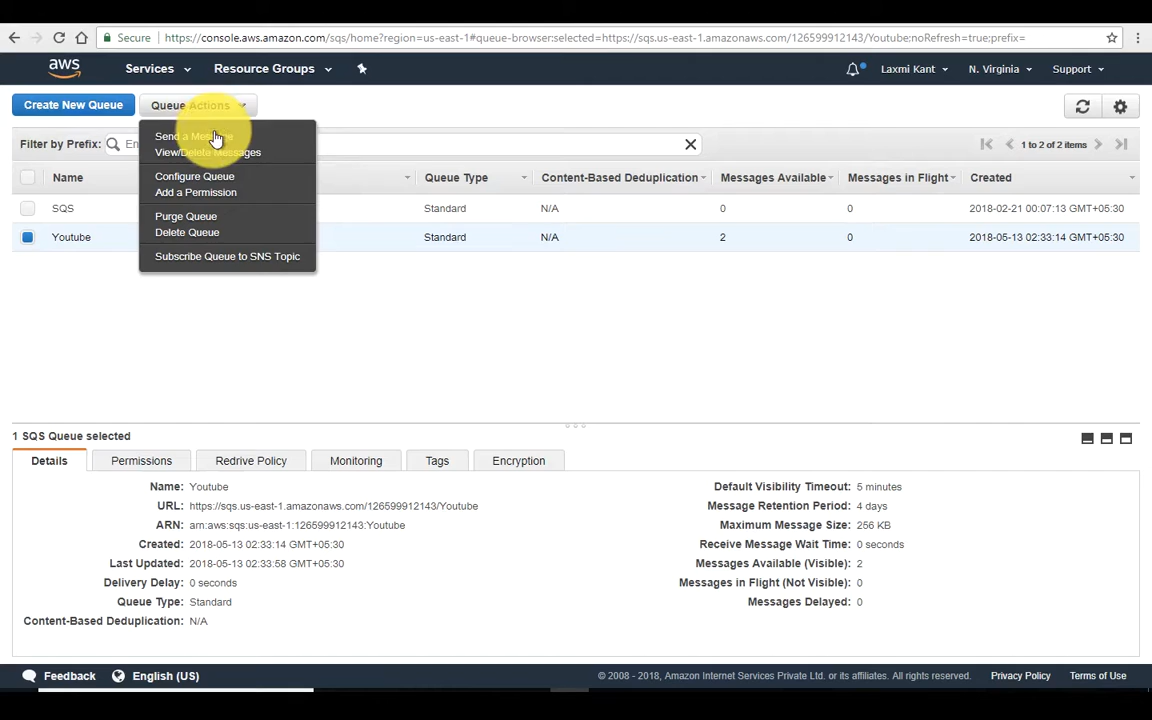 Secure https://console.aws.amazon.com/sqs/home?region=us-east-1#queue-browser:selected=https://sqs.us-east-1.amazonaws.com/126599912143/Youtube;noRefresh=true;prefix=
aws Services Resource Groups Laxmi Kant N. Virginia Support
Create New Queue Queue Actions
Send a Message
Filter by Prefix: En 1 to 2 of 2 items
View/Delete Messages
Configure Queue
Name Queue Type Content-Based Deduplication Messages Available Messages in Flight Created
Add a Permission
SQS Standard N/A 0 0 2018-02-21 00:07:13 GMT+05:30
Purge Queue
Delete Queue
Youtube Standard N/A 2 0 2018-05-13 02:33:14 GMT+05:30
Subscribe Queue to SNS Topic
1 SQS Queue selected
Details Permissions Redrive Policy Monitoring Tags Encryption
Name: Youtube Default Visibility Timeout: 5 minutes
URL: https://sqs.us-east-1.amazonaws.com/126599912143/Youtube Message Retention Period: 4 days
ARN: arn:aws:sqs:us-east-1:126599912143:Youtube Maximum Message Size: 256 KB
Created: 2018-05-13 02:33:14 GMT+05:30 Receive Message Wait Time: 0 seconds
Last Updated: 2018-05-13 02:33:58 GMT+05:30 Messages Available (Visible): 2
Delivery Delay: 0 seconds Messages in Flight (Not Visible): 0
Queue Type: Standard Messages Delayed: 0
Content-Based Deduplication: N/A
Feedback English (US) © 2008 - 2018, Amazon Internet Services Private Ltd. or its affiliates. All rights reserved. Privacy Policy Terms of Use